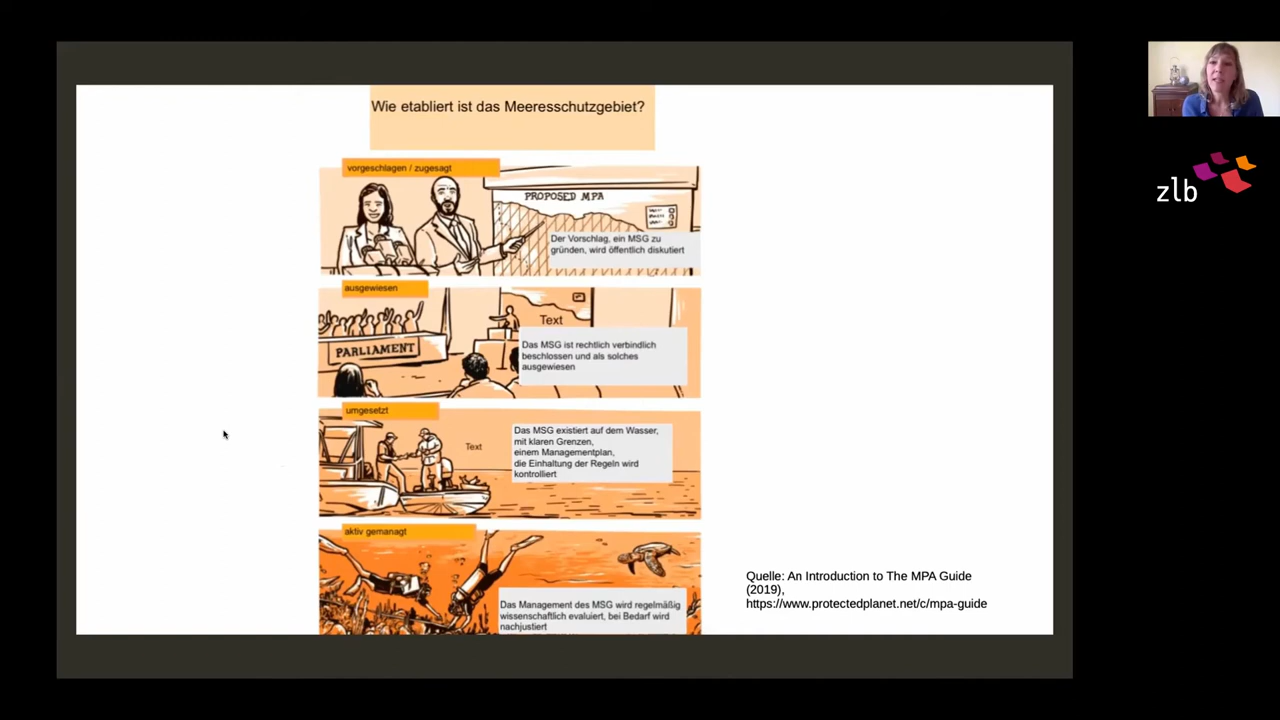 Wie etabliert ist das Meeresschutzgebiet?
vorgeschlagen / zugesagt
PROPOSED MPA
Der Vorschlag, ein MSG zu
gründen, wird öffentlich diskutiert
ausgewiesen
Text
PARLIAMENT
Das MSG ist rechtlich verbindlich
beschlossen und als solches
ausgewiesen
umgesetzt
Text
Das MSG existiert auf dem Wasser,
mit klaren Grenzen,
einem Managementplan,
die Einhaltung der Regeln wird
kontrolliert
aktiv gemanagt
Das Management des MSG wird regelmäßig
wissenschaftlich evaluiert, bei Bedarf wird
nachjustiert
Quelle: An Introduction to The MPA Guide
(2019),
https://www.protectedplanet.net/c/mpa-guide
zlb